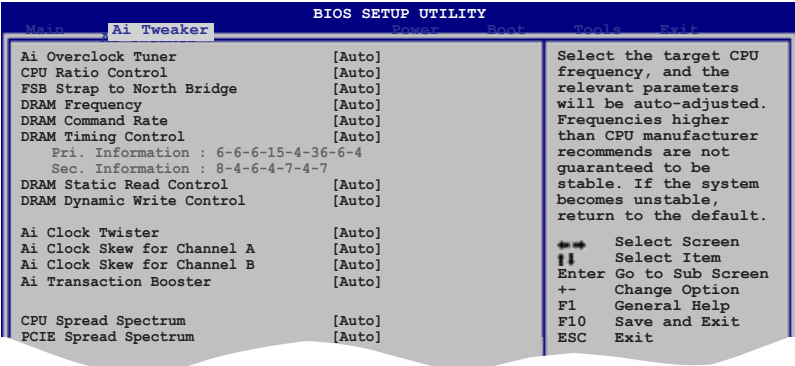 BIOS SETUP UTILITY
Main Ai Tweaker Power Boot Tools Exit
Ai Overclock Tuner [Auto]
CPU Ratio Control [Auto]
FSB Strap to North Bridge [Auto]
DRAM Frequency [Auto]
DRAM Command Rate [Auto]
DRAM Timing Control [Auto]
Pri. Information : 6-6-6-15-4-36-6-4
Sec. Information : 8-4-6-4-7-4-7
DRAM Static Read Control [Auto]
DRAM Dynamic Write Control [Auto]
Ai Clock Twister [Auto]
Ai Clock Skew for Channel A [Auto]
Ai Clock Skew for Channel B [Auto]
Ai Transaction Booster [Auto]
CPU Spread Spectrum [Auto]
PCIE Spread Spectrum [Auto]
Select the target CPU
frequency, and the
relevant parameters
will be auto-adjusted.
Frequencies higher
than CPU manufacturer
recommends are not
guaranteed to be
stable. If the system
becomes unstable,
return to the default.
Select Screen
Select Item
Enter Go to Sub Screen
+- Change Option
F1 General Help
F10 Save and Exit
ESC Exit